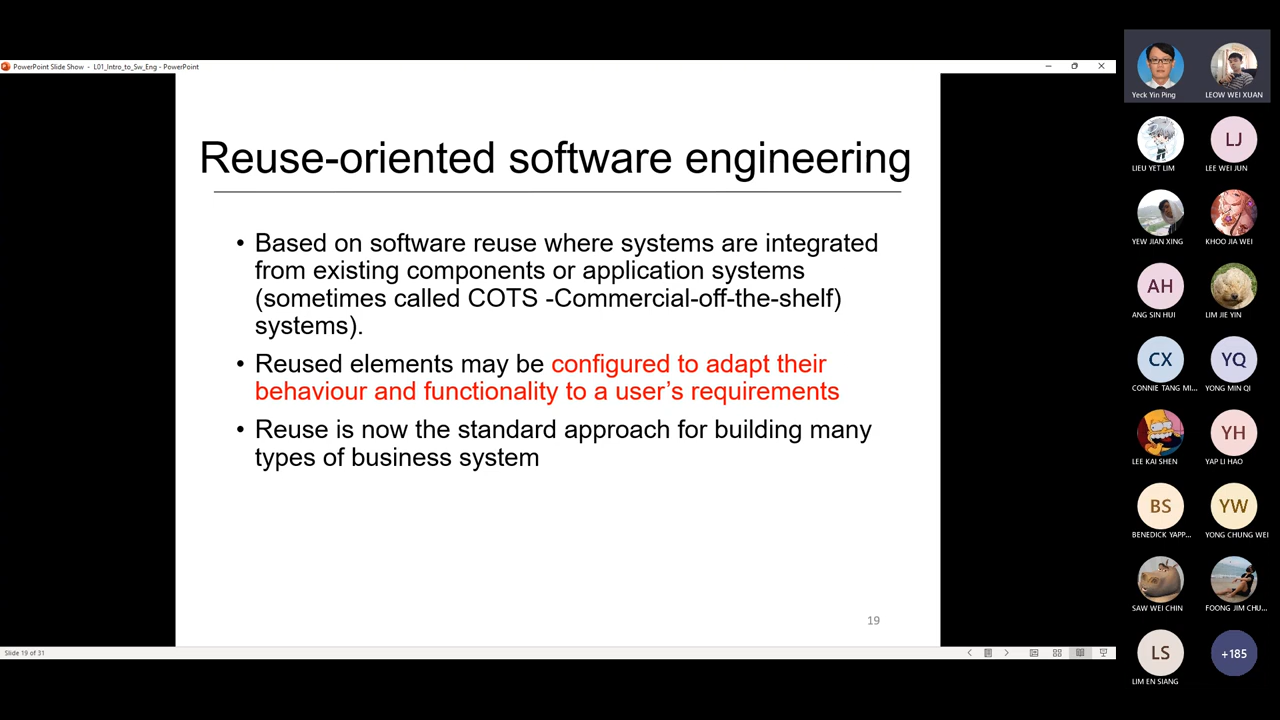 PowerPoint Slide Show - L01_Intro_to_Sw_Eng - PowerPoint
Reuse-oriented software engineering
• Based on software reuse where systems are integrated
from existing components or application systems
(sometimes called COTS -Commercial-off-the-shelf)
systems).
• Reused elements may be configured to adapt their
behaviour and functionality to a user's requirements
• Reuse is now the standard approach for building many
types of business system
19
Slide 19 of 31
Yeck Yin Ping
LEOW WEI XUAN
LIEU YET LIM
LJ
LEE WEI JUN
YEW JIAN XING
KHOO JIA WEI
AH
ANG SIN HUI
LIM JIE YIN
CX
CONNIE TANG MI...
YQ
YONG MIN QI
LEE KAI SHEN
YH
YAP LI HAO
BS
BENEDICK YAPP...
YW
YONG CHUNG WEI
SAW WEI CHIN
FOONG JIM CHU...
LS
LIM EN SIANG
+185